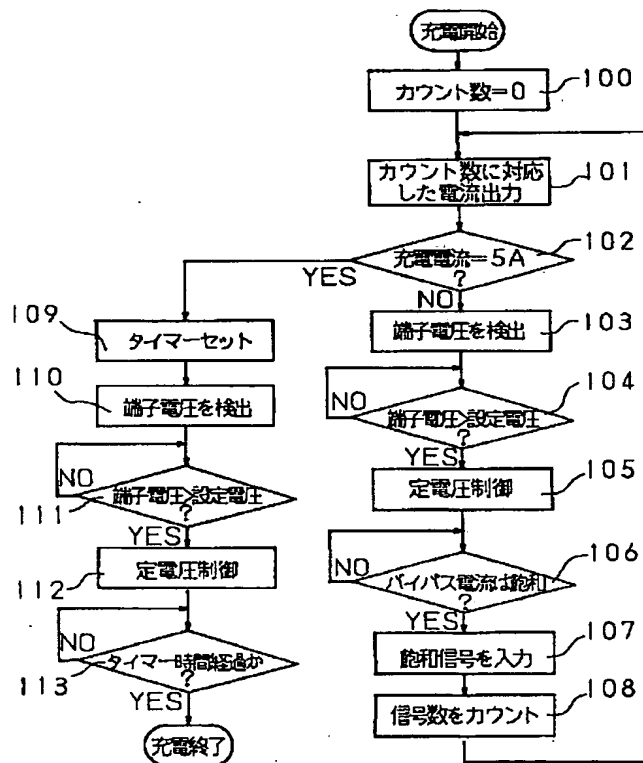 充電開始
カウント数=0
100
カウント数に対応
した電流出力
101
充電電流=5A
?
102
YES
NO
端子電圧を検出
103
104
NO
端子電圧>設定電圧
?
YES
定電圧制御
105
106
NO
バイパス電流は飽和
?
YES
107
飽和信号を入力
108
信号数をカウント
109
タイマーセット
110
端子電圧を検出
NO
端子電圧>設定電圧
?
111
YES
112
定電圧制御
NO
タイマー時間経過か
?
113
YES
充電終了